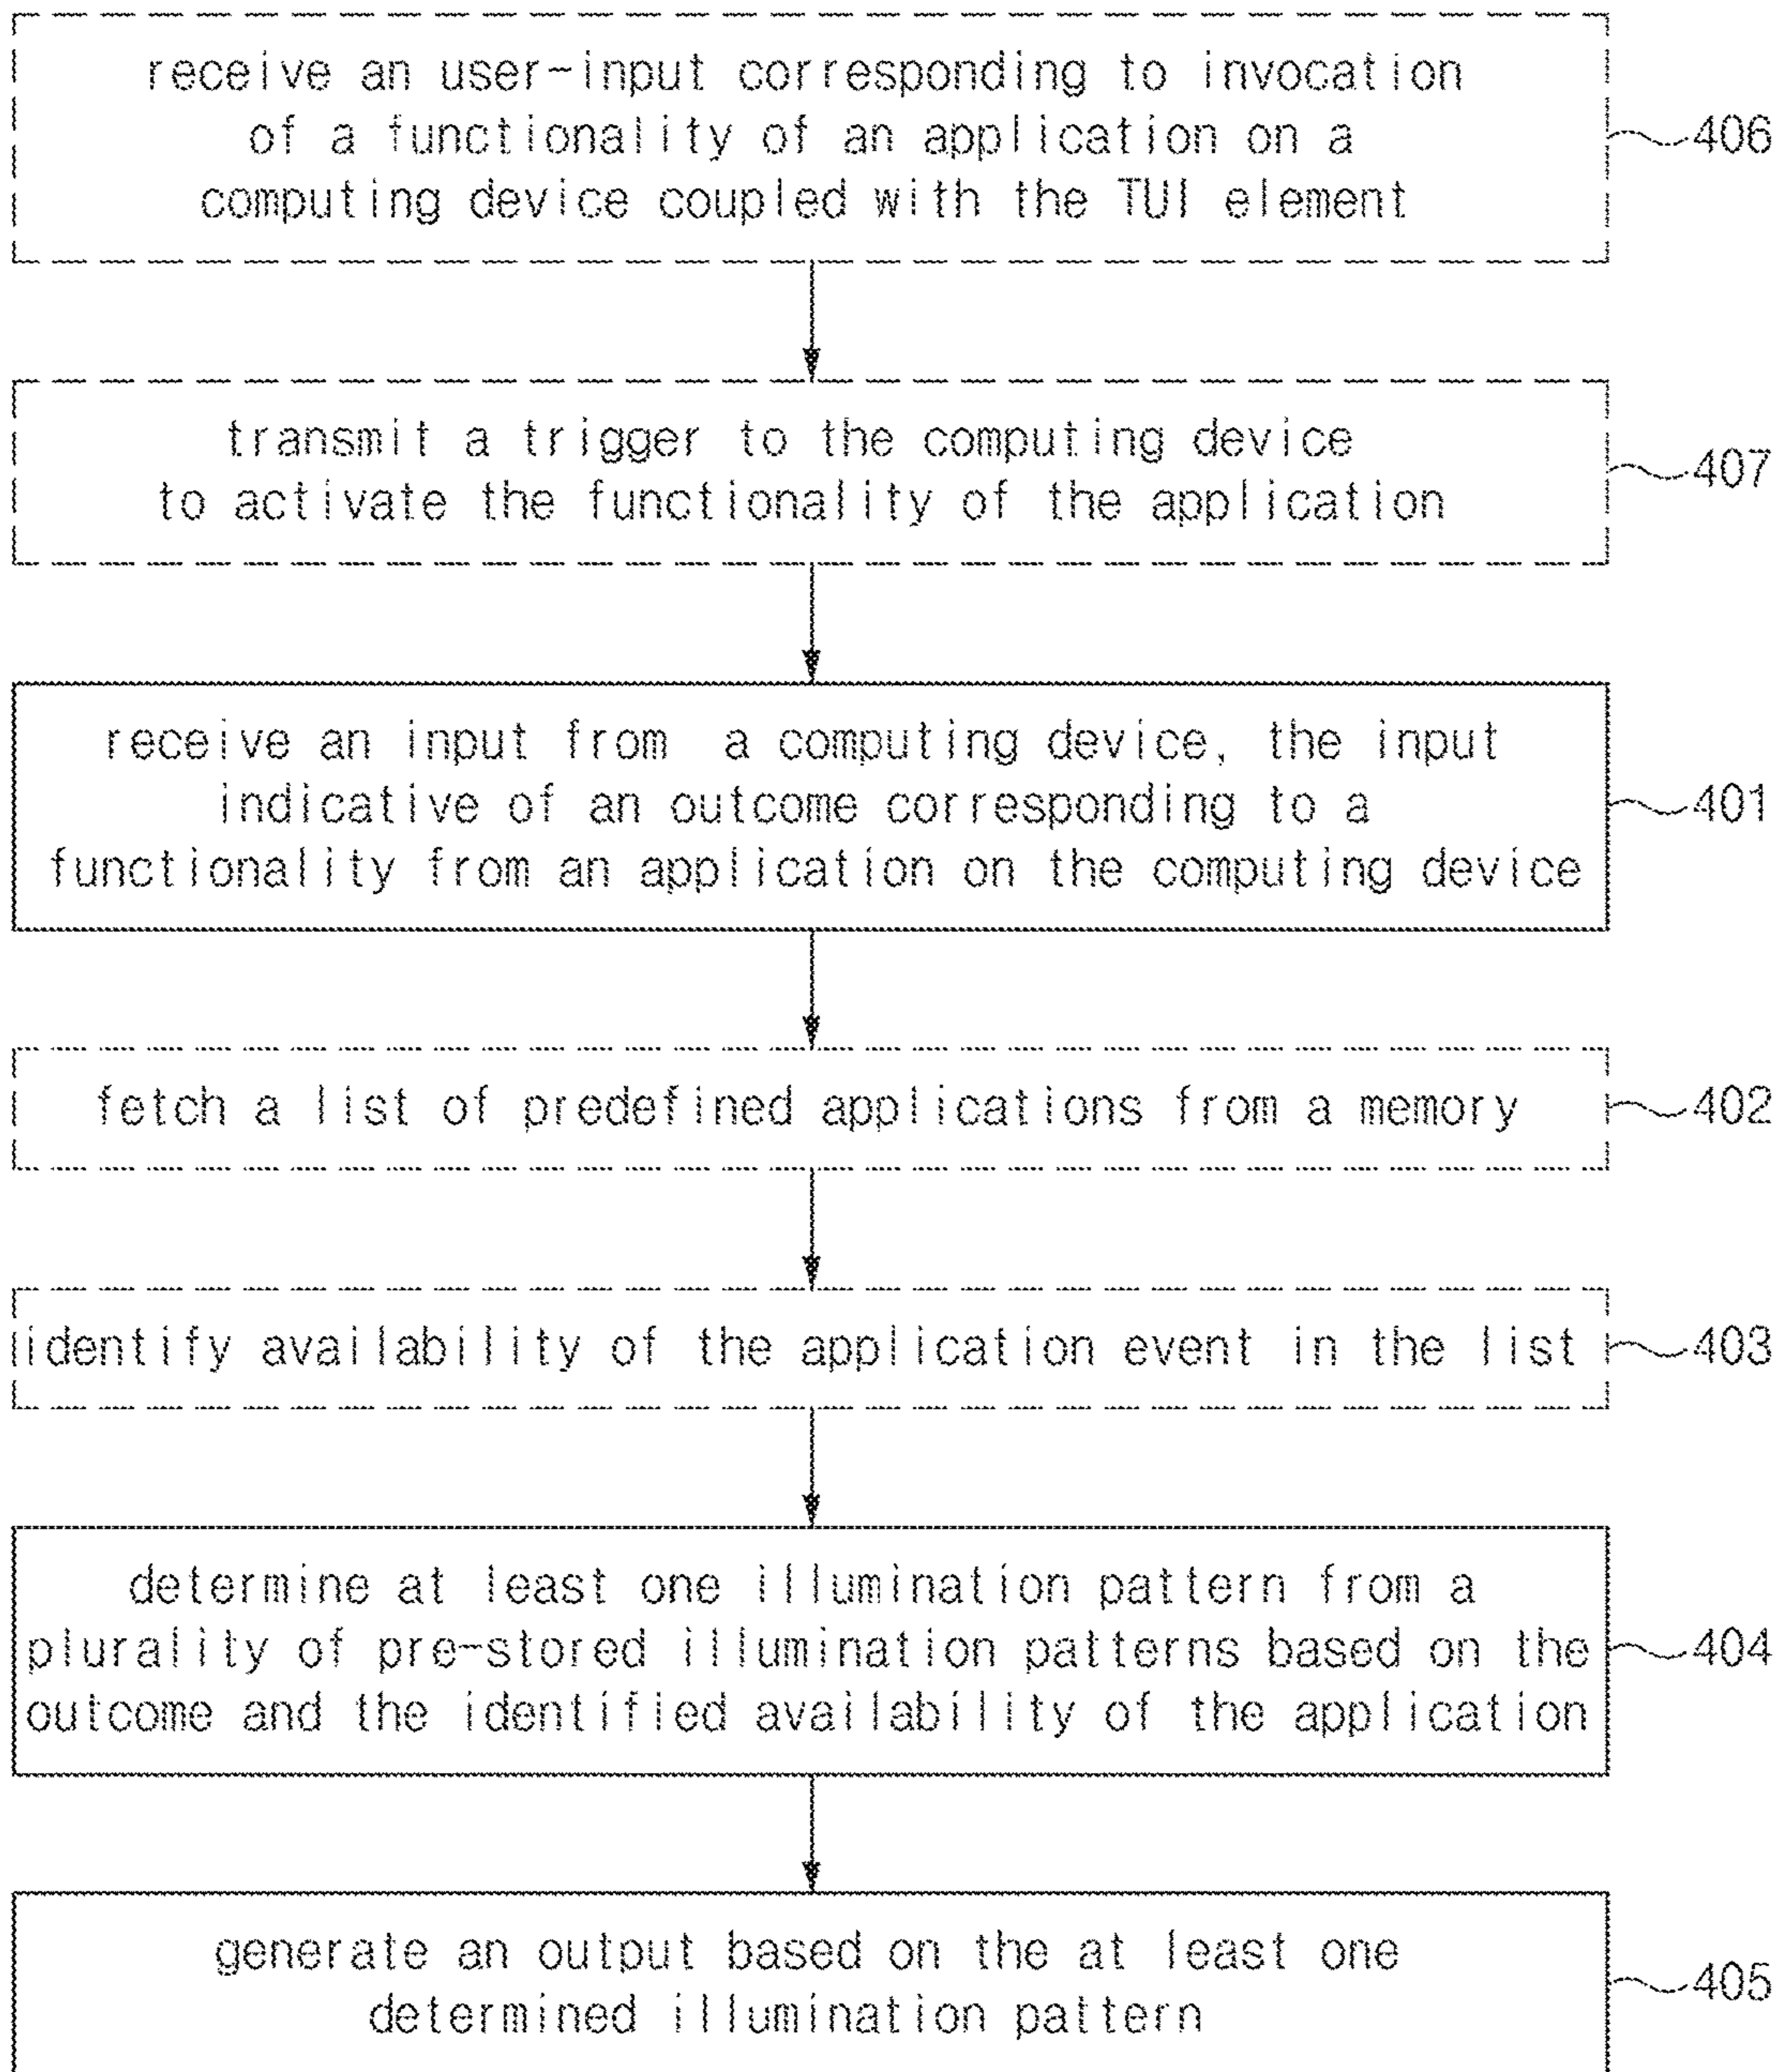 receive an user-input corresponding to invocation
of a functionality of an application on a
computing device coupled with the TUI element
406
transmit a trigger to the computing device
to activate the functionality of the application
407
receive an input from a computing device, the input
indicative of an outcome corresponding to a
functionality from an application on the computing device
401
fetch a list of predefined applications from a memory
402
identify availability of the application event in the list
403
determine at least one illumination pattern from a
plurality of pre-stored illumination patterns based on the
outcome and the identified availability of the application
404
generate an output based on the at least one
determined illumination pattern
405